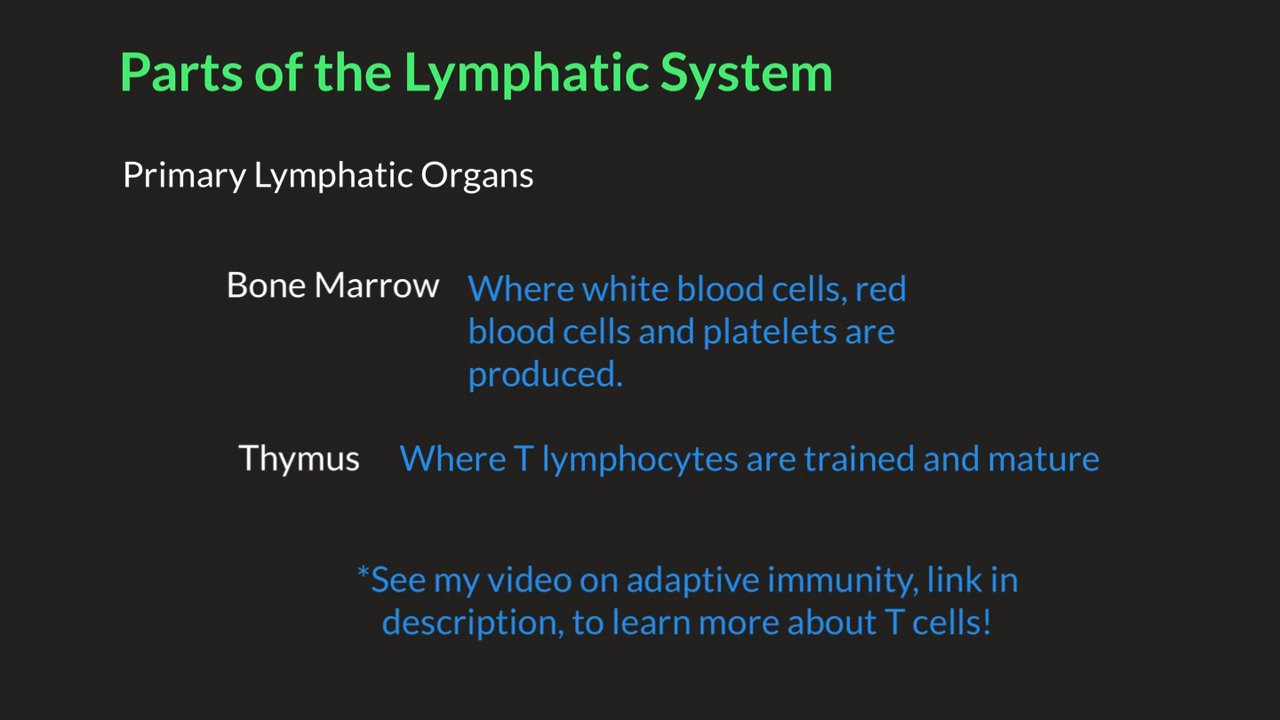 Parts of the Lymphatic System
Primary Lymphatic Organs
Bone Marrow
Where white blood cells, red
blood cells and platelets are
produced.
Thymus
Where T lymphocytes are trained and mature
*See my video on adaptive immunity, link in
description, to learn more about T cells!